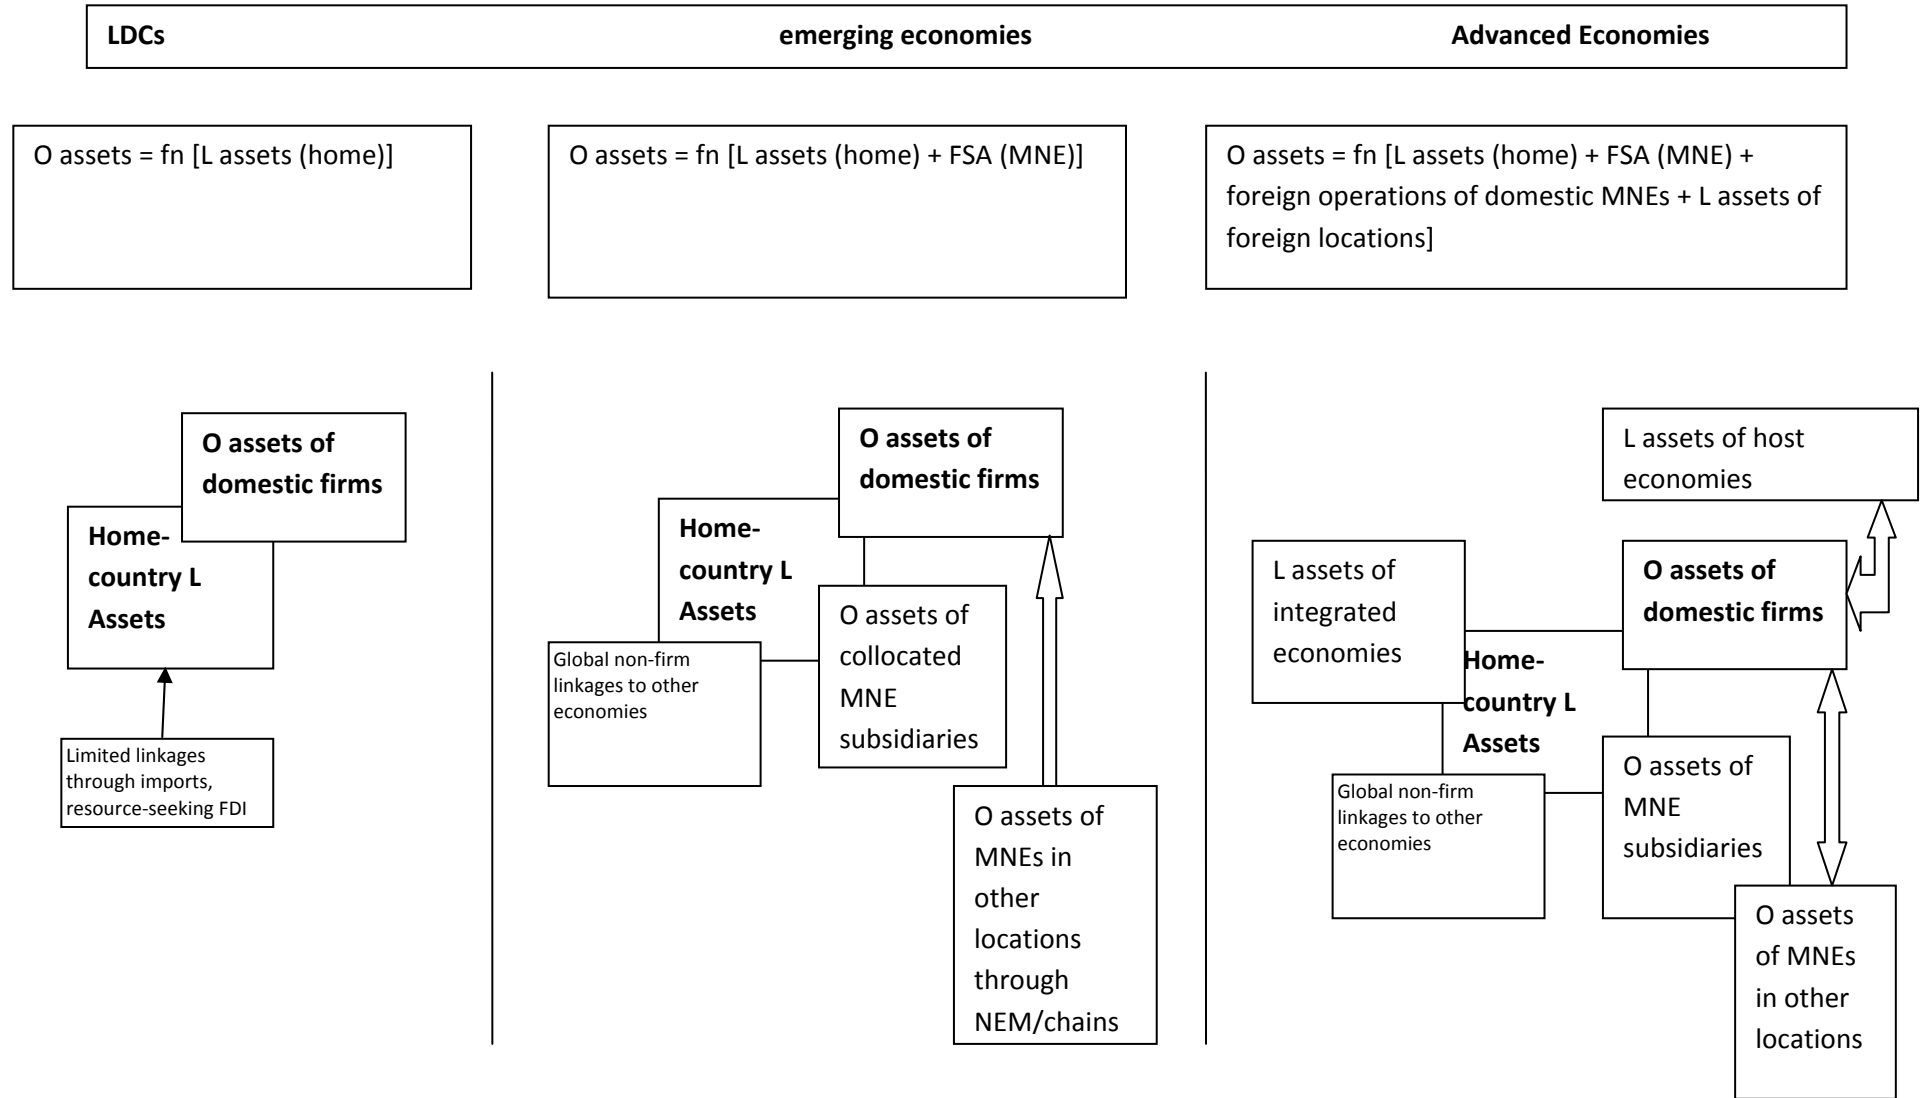 LDCs emerging economies Advanced Economies
O assets = fn [L assets (home)]
O assets = fn [L assets (home) + FSA (MNE)]
O assets = fn [L assets (home) + FSA (MNE) +
foreign operations of domestic MNEs + L assets of
foreign locations]
O assets of
domestic firms
Home-
country L
Assets
Limited linkages
through imports,
resource-seeking FDI
O assets of
domestic firms
Home-
country L
Assets
Global non-firm
linkages to other
economies
O assets of
collocated
MNE
subsidiaries
O assets of
MNEs in
other
locations
through
NEM/chains
L assets of host
economies
L assets of
integrated
economies
O assets of
domestic firms
Home-
country L
Assets
Global non-firm
linkages to other
economies
O assets of
MNE
subsidiaries
O assets
of MNEs
in other
locations